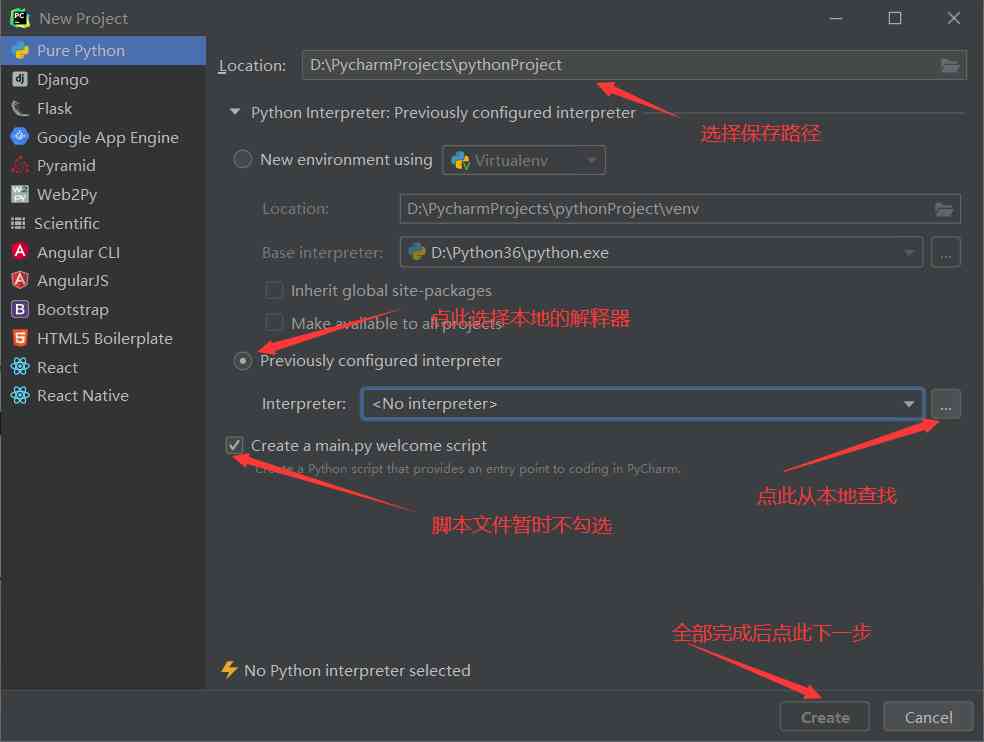 New Project
Pure Python
Django
Flask
Google App Engine
Pyramid
Web2Py
Scientific
Angular CLI
AngularJS
Bootstrap
HTML5 Boilerplate
React
React Native
Location: D:\PycharmProjects\pythonProject
选择保存路径
Python Interpreter: Previously configured interpreter
New environment using Virtualenv
Location: D:\PycharmProjects\pythonProject\venv
Base interpreter: D:\Python36\python.exe ...
Inherit global site-packages
点此选择本地的解释器
Make available to all projects
Previously configured interpreter
Interpreter: <No interpreter> ...
Create a main.py welcome script
Create a Python script that provides an entry point to coding in PyCharm.
点此从本地查找
脚本文件暂时不勾选
全部完成后点此下一步
No Python interpreter selected
Create Cancel